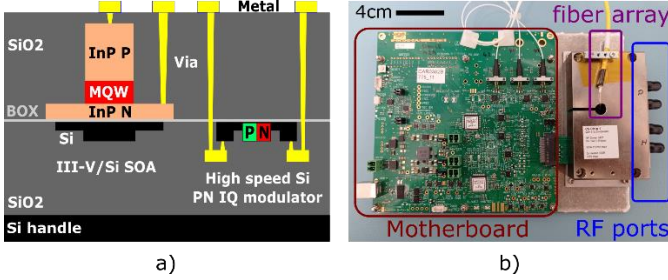 Metal
SiO2
InP P
Via
MQW
BOX
InP N
Si
III-V/Si SOA
High speed Si
PN IQ modulator
P N
SiO2
Si handle
a)
4cm
fiber array
P
H
Motherboard
RF ports
b)